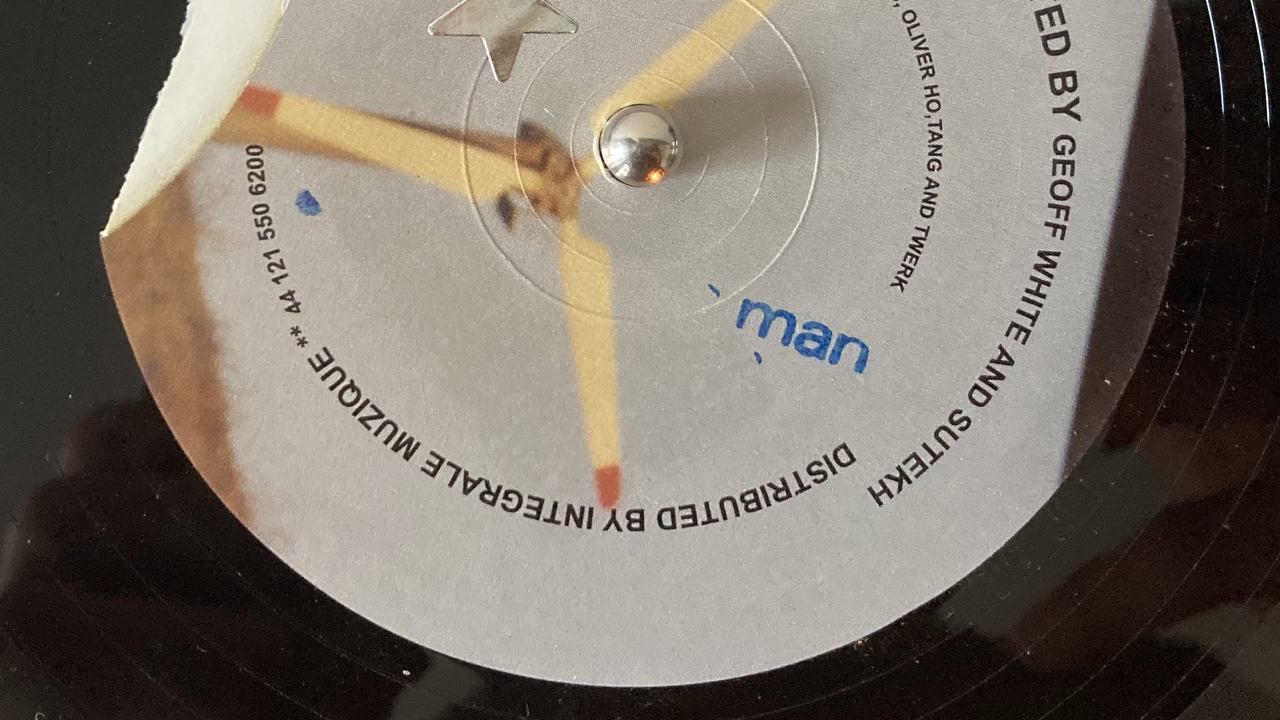 TED BY GEOFF WHITE AND SUTEKH
, OLIVER HO,TANG AND TWERK
man
DISTRIBUTED BY INTEGRALE MUZIQUE ** 44 121 550 6200